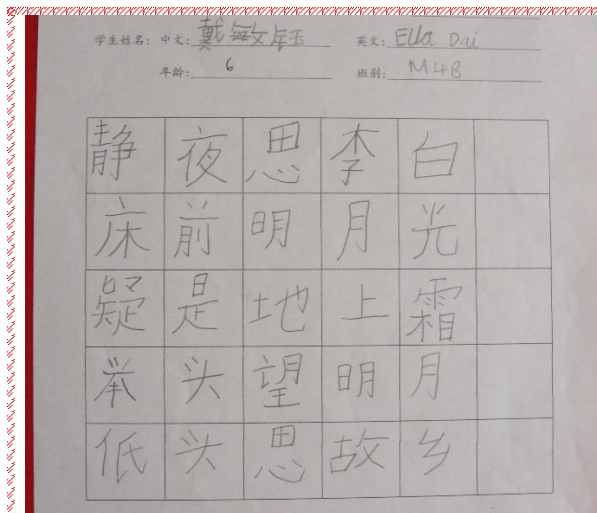 学生姓名：中文：戴敏钰 英文：Ella Dai
年龄：6 班别：M4B
静夜思李白
床前明月光
疑是地上霜
举头望明月
低头思故乡